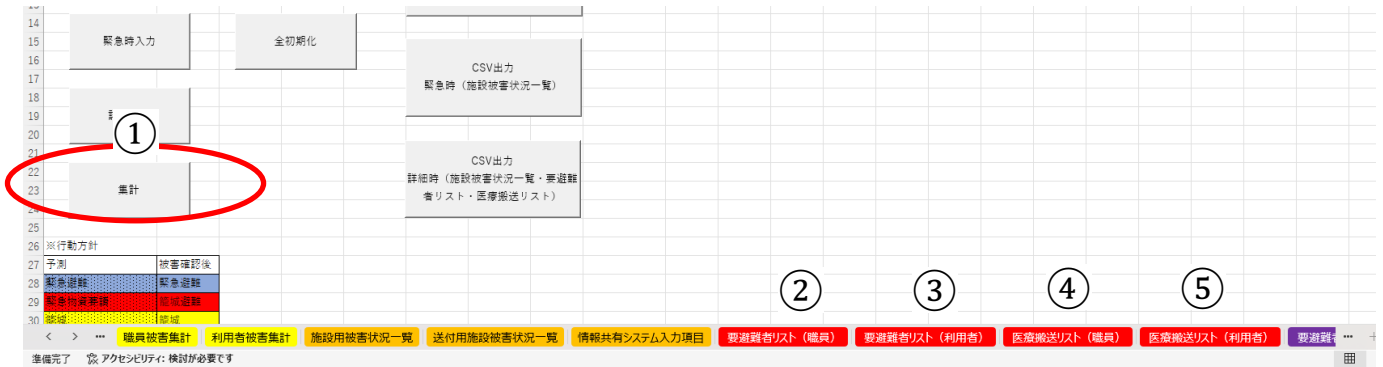 14
15
16
17
18
19
20
21
22
23
24
25
26
27
28
29
30
緊急時入力
全初期化
CSV出力
緊急時（施設被害状況一覧）
①
集計
CSV出力
詳細時（施設被害状況一覧・要避難
者リスト・医療搬送リスト）
※行動方針
予測 被害確認後
緊急避難 緊急避難
緊急物資要請 籠城避難
籠城 籠城
② ③ ④ ⑤
< > ··· 職員被害集計 利用者被害集計 施設用被害状況一覧 送付用施設被害状況一覧 情報共有システム入力項目 要避難者リスト（職員） 要避難者リスト（利用者） 医療搬送リスト（職員） 医療搬送リスト（利用者） 要避難 ··· +
準備完了 アクセシビリティ: 検討が必要です